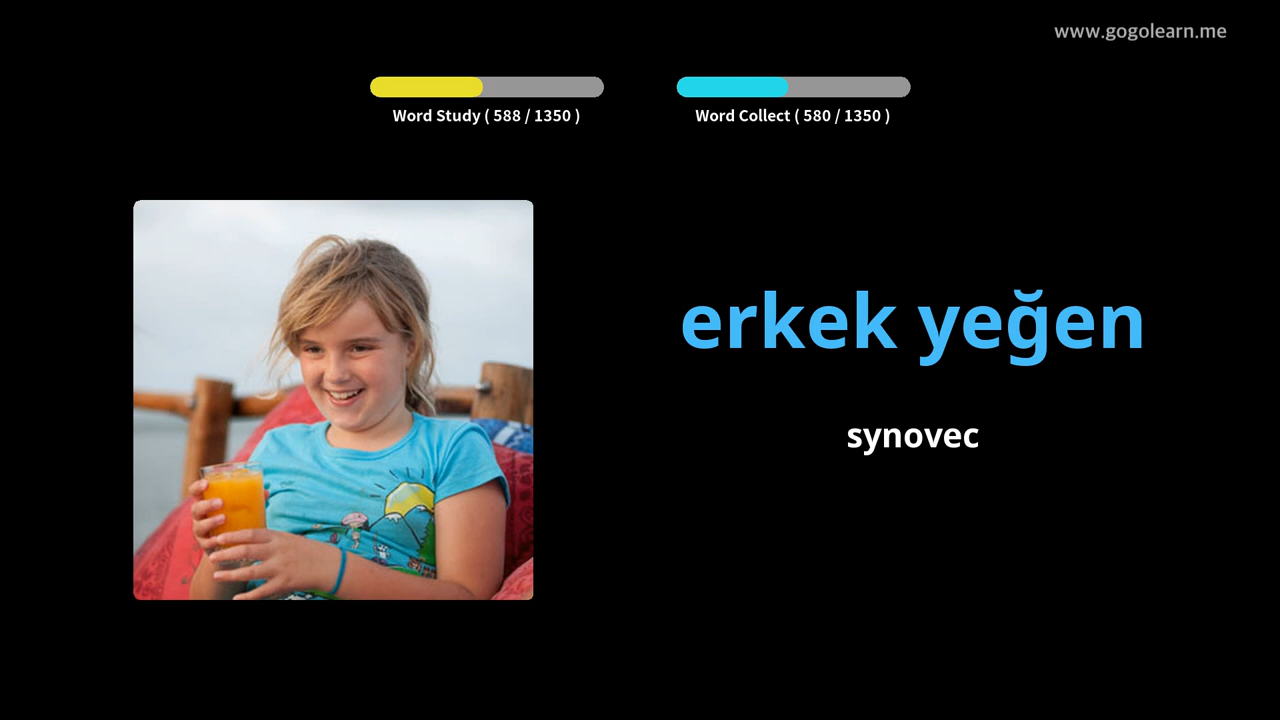 www.gogolearn.me
Word Study ( 588 / 1350 )
Word Collect ( 580 / 1350 )
erkek yeğen
synovec